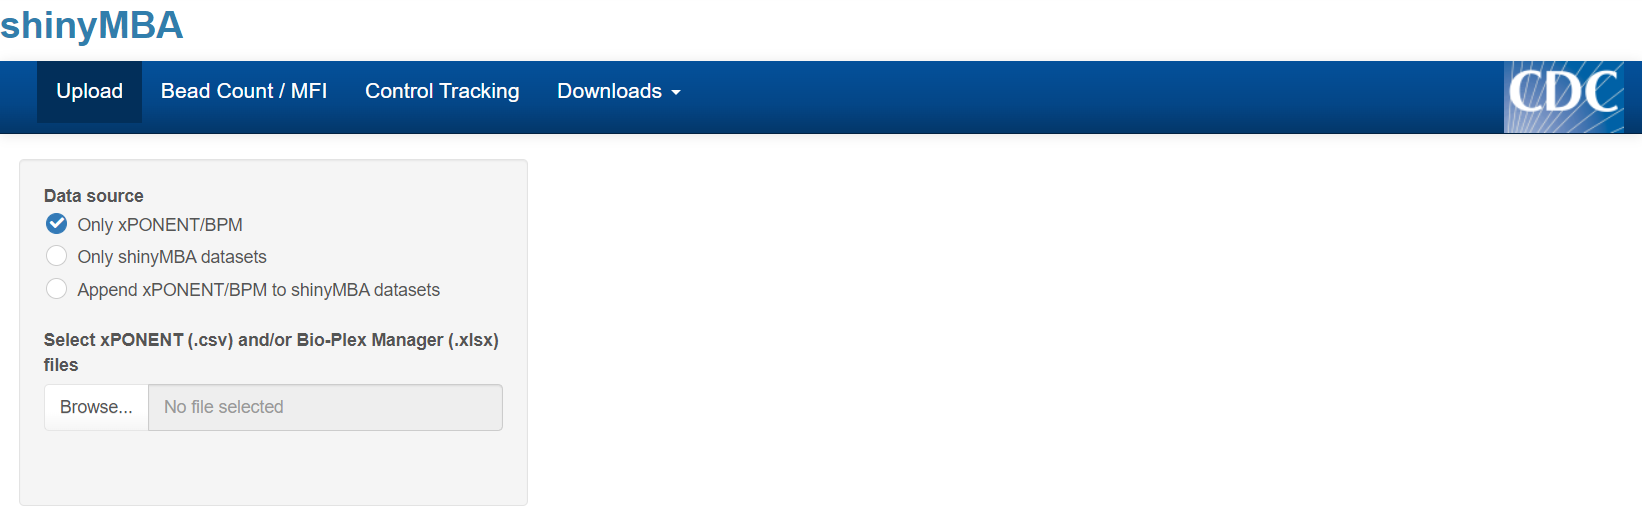 shinyMBA
Upload Bead Count / MFI Control Tracking Downloads CDC
Data source
Only xPONENT/BPM
Only shinyMBA datasets
Append xPONENT/BPM to shinyMBA datasets
Select xPONENT (.csv) and/or Bio-Plex Manager (.xlsx)
files
Browse... No file selected